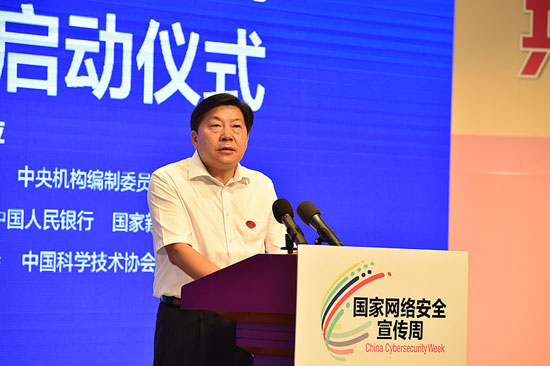 启动仪式
中央机构编制委员
中国人民银行 国家新
中国科学技术协会
国家网络安全
宣传周
China Cybersecurity Week